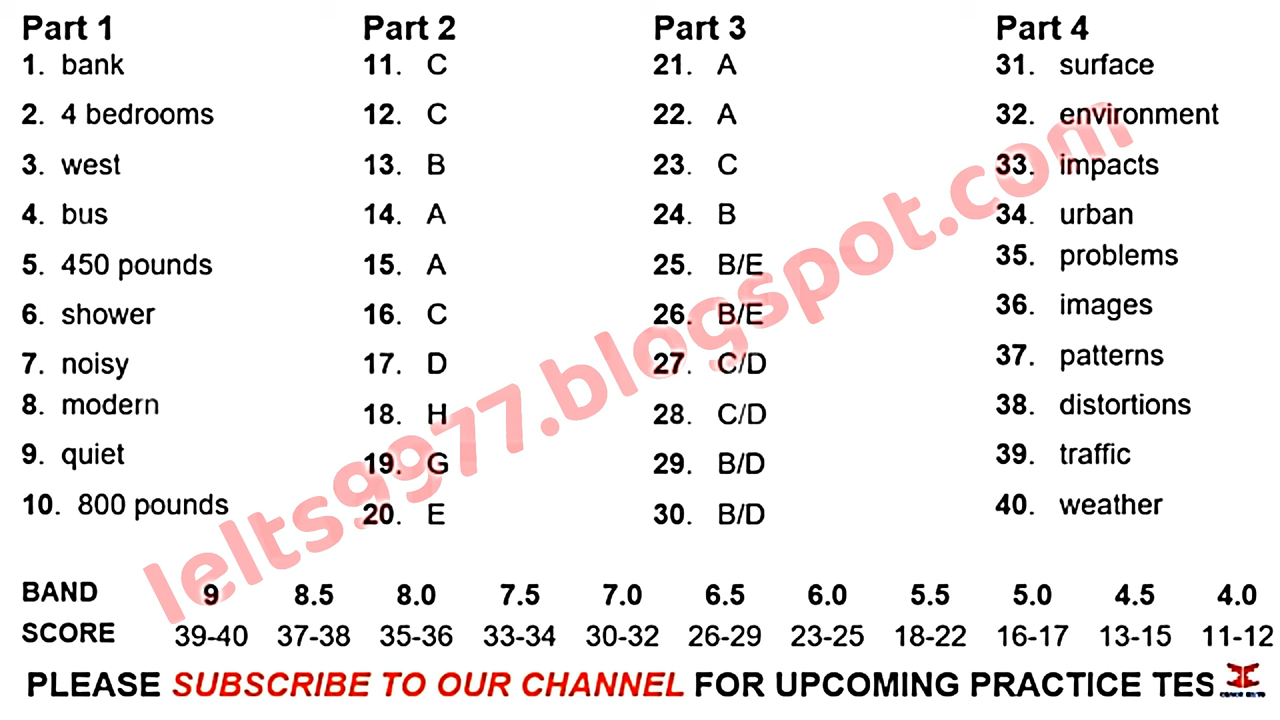 Part 1
1. bank
2. 4 bedrooms
3. west
4. bus
5. 450 pounds
6. shower
7. noisy
8. modern
9. quiet
10. 800 pounds
Part 2
11. C
12. C
13. B
14. A
15. A
16. C
17. D
18. H
19. G
20. E
Part 3
21. A
22. A
23. C
24. B
25. B/E
26. B/E
27. C/D
28. C/D
29. B/D
30. B/D
Part 4
31. surface
32. environment
33. impacts
34. urban
35. problems
36. images
37. patterns
38. distortions
39. traffic
40. weather
Ielts9977.blogspot.com
BAND 9 8.5 8.0 7.5 7.0 6.5 6.0 5.5 5.0 4.5 4.0
SCORE 39-40 37-38 35-36 33-34 30-32 26-29 23-25 18-22 16-17 13-15 11-12
PLEASE SUBSCRIBE TO OUR CHANNEL FOR UPCOMING PRACTICE TES